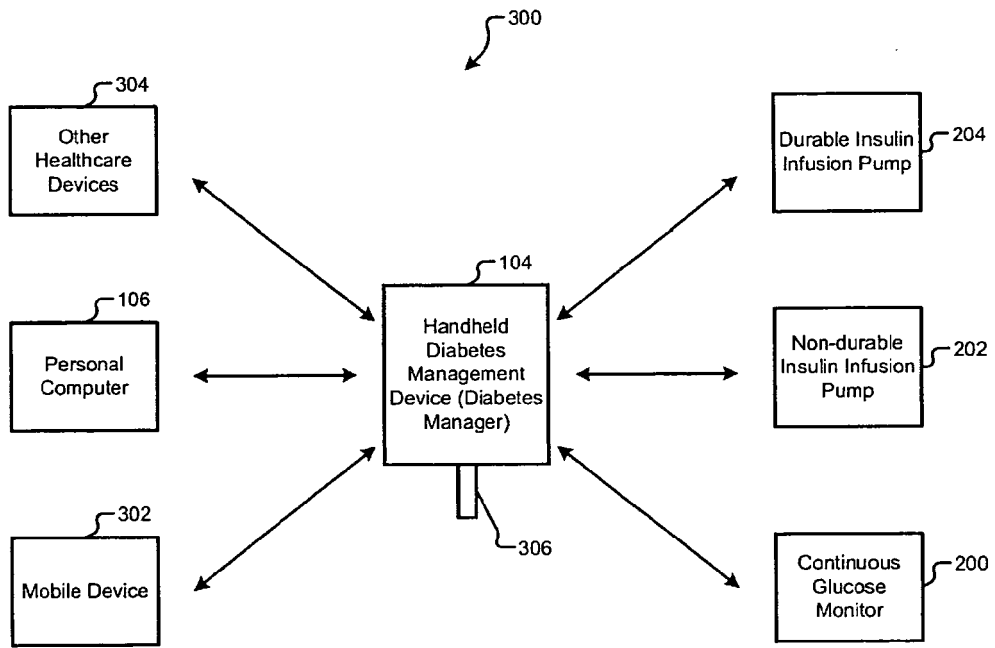 300
304
Other
Healthcare
Devices
Durable Insulin
Infusion Pump
204
104
Handheld
Diabetes
Management
Device (Diabetes
Manager)
106
Personal
Computer
Non-durable
Insulin Infusion
Pump
202
302
Mobile Device
306
Continuous
Glucose
Monitor
200